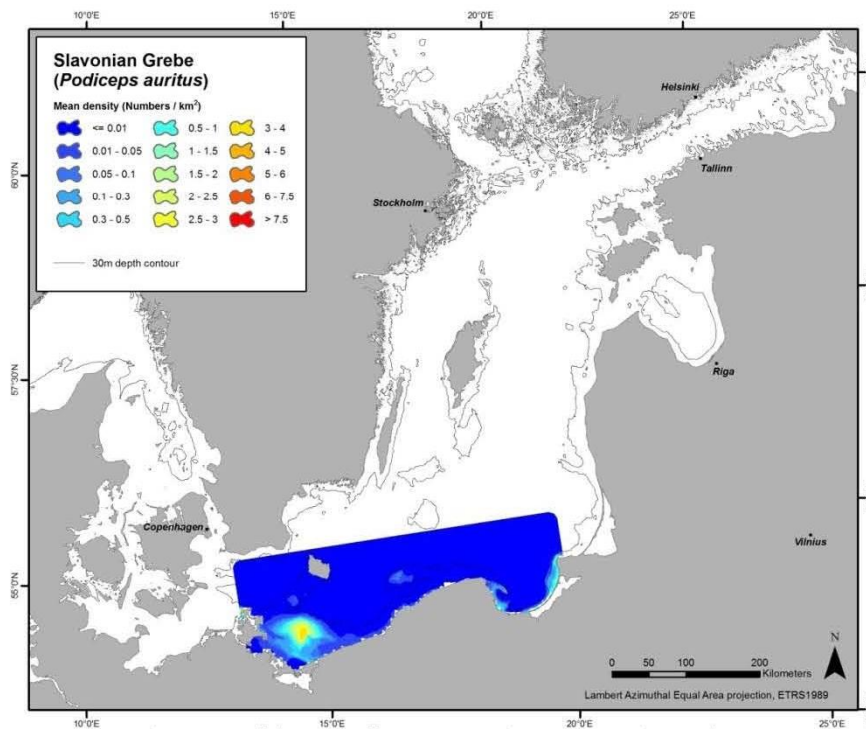 10°0'E 15°0'E 20°0'E 25°0'E
Slavonian Grebe
(Podiceps auritus)
Mean density (Numbers / km²)
<= 0.01 0.5 - 1 3 - 4
0.01 - 0.05 1 - 1.5 4 - 5
0.05 - 0.1 1.5 - 2 5 - 6
0.1 - 0.3 2 - 2.5 6 - 7.5
0.3 - 0.5 2.5 - 3 > 7.5
30m depth contour
Helsinki
Tallinn
60°0'N
Stockholm
Riga
57°30'N
Copenhagen
Vilnius
55°0'N
N
0 50 100 200
Kilometers
Lambert Azimuthal Equal Area projection, ETRS1989
10°0'E 15°0'E 20°0'E 25°0'E